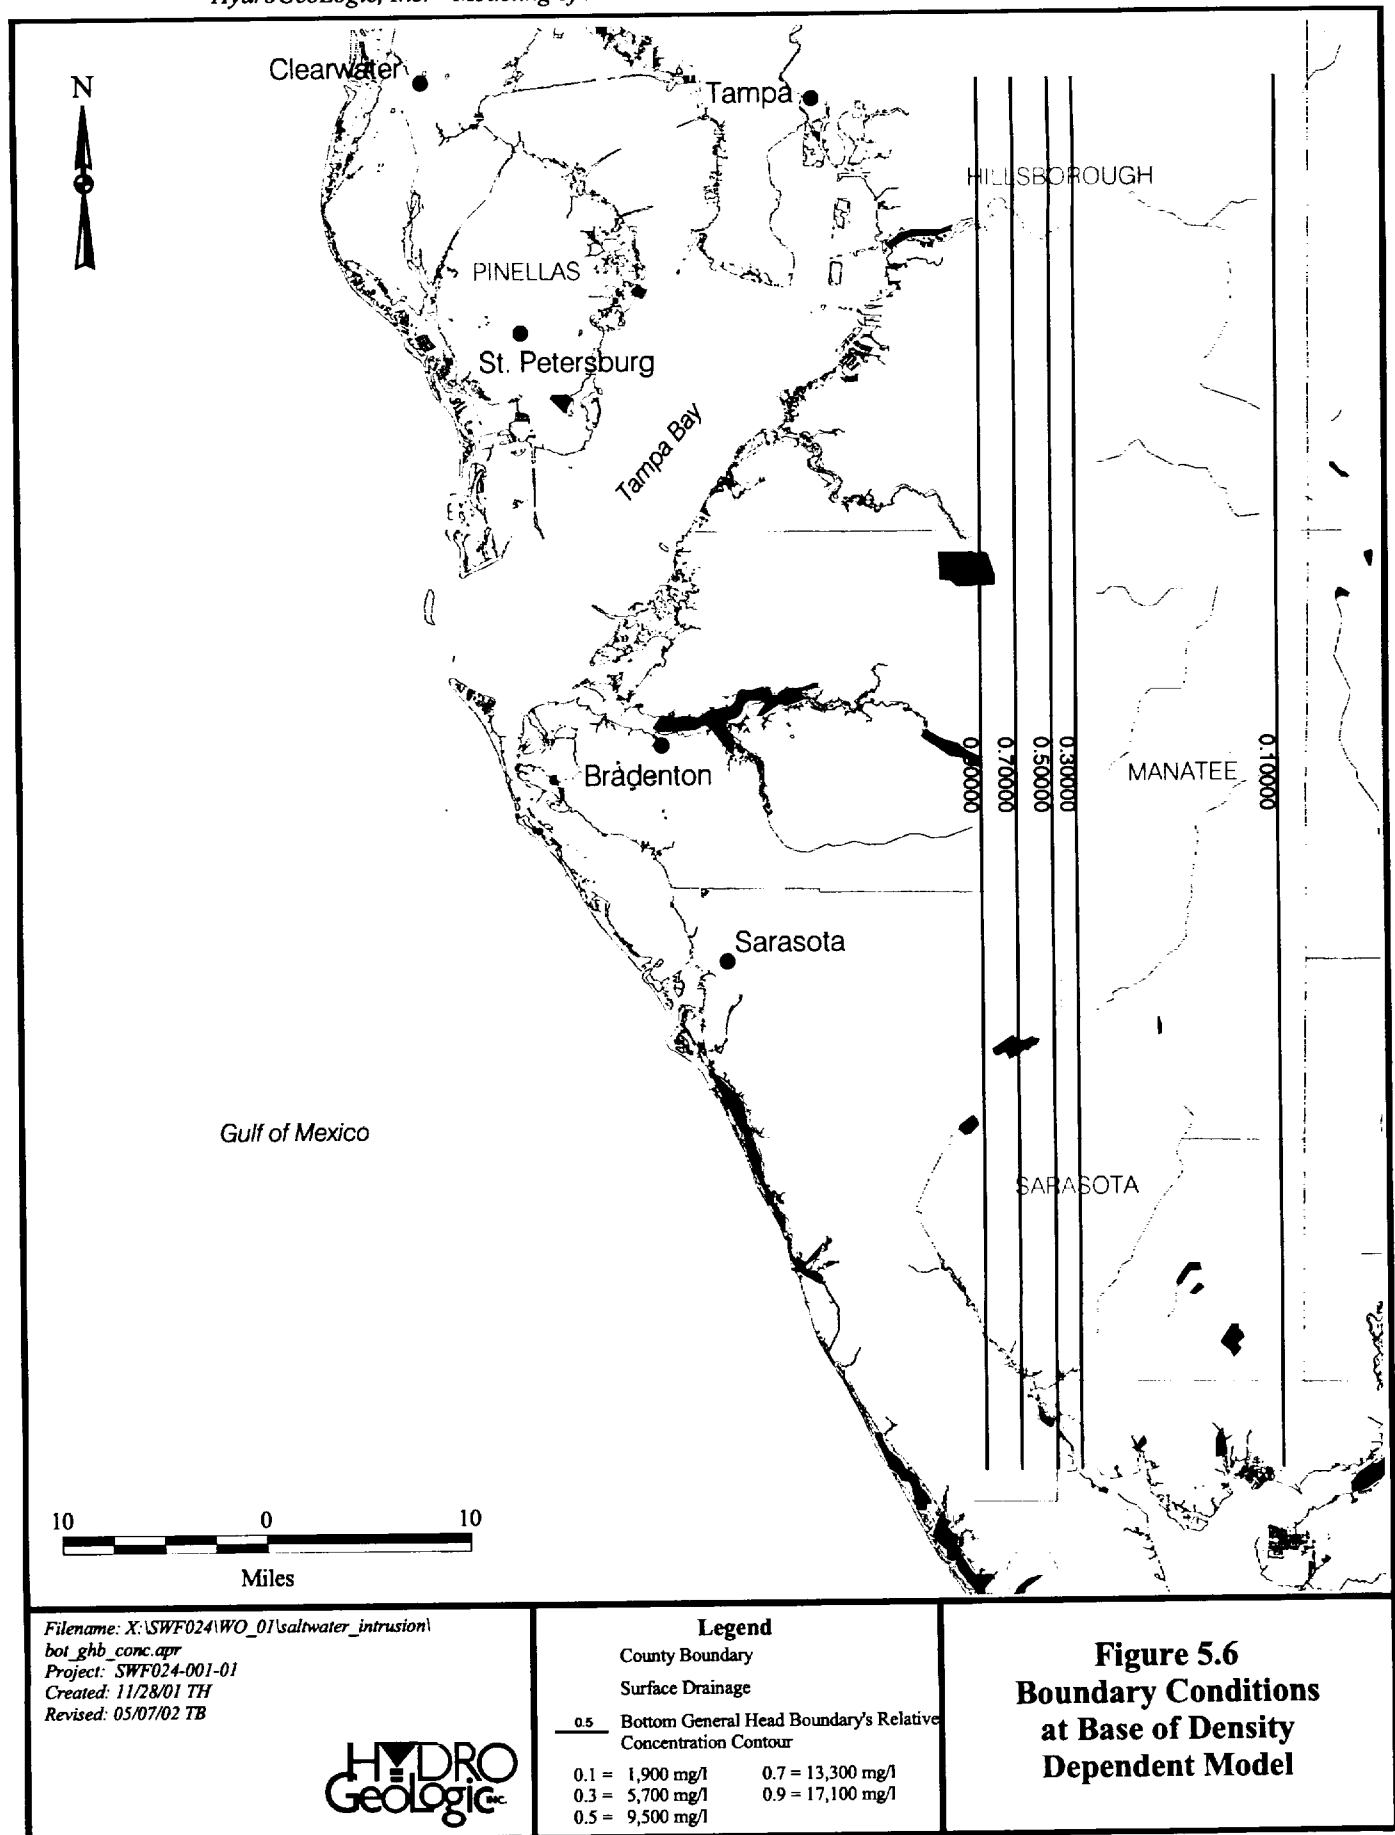 HydroGeoLogic, Inc.
N
Clearwater
Tampa
HILLSBOROUGH
PINELLAS
St. Petersburg
Tampa Bay
0.70000
0.50000
0.30000
0.10000
MANATEE
Bradenton
Sarasota
Gulf of Mexico
SARASOTA
10 0 10
Miles
Filename: X:\SWF024\WO_01\saltwater_intrusion\
bot_ghb_conc.apr
Project: SWF024-001-01
Created: 11/28/01 TH
Revised: 05/07/02 TB
HYDRO
GeoLogic INC.
Legend
County Boundary
Surface Drainage
0.5 Bottom General Head Boundary's Relative
Concentration Contour
0.1 = 1,900 mg/l 0.7 = 13,300 mg/l
0.3 = 5,700 mg/l 0.9 = 17,100 mg/l
0.5 = 9,500 mg/l
Figure 5.6
Boundary Conditions
at Base of Density
Dependent Model